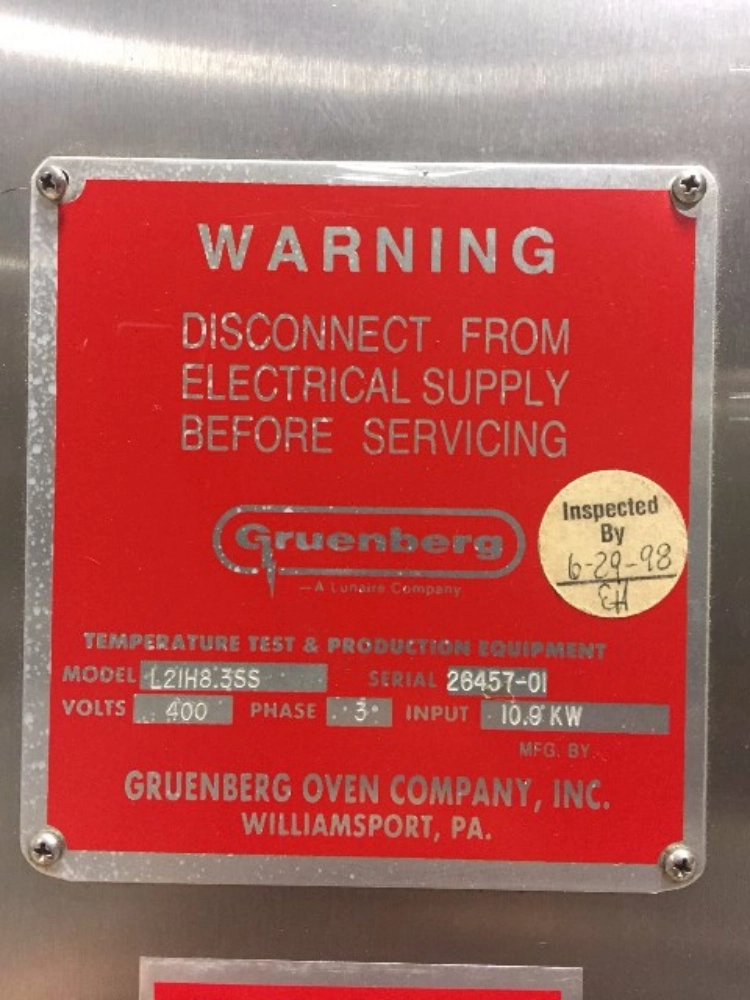 WARNING
DISCONNECT FROM
ELECTRICAL SUPPLY
BEFORE SERVICING
Gruenberg
—A Lunaire Company
Inspected
By
6-29-98
EH
TEMPERATURE TEST & PRODUCTION EQUIPMENT
MODEL L21H8.3SS SERIAL 26457-01
VOLTS 400 PHASE 3 INPUT 10.9 KW
MFG. BY
GRUENBERG OVEN COMPANY, INC.
WILLIAMSPORT, PA.